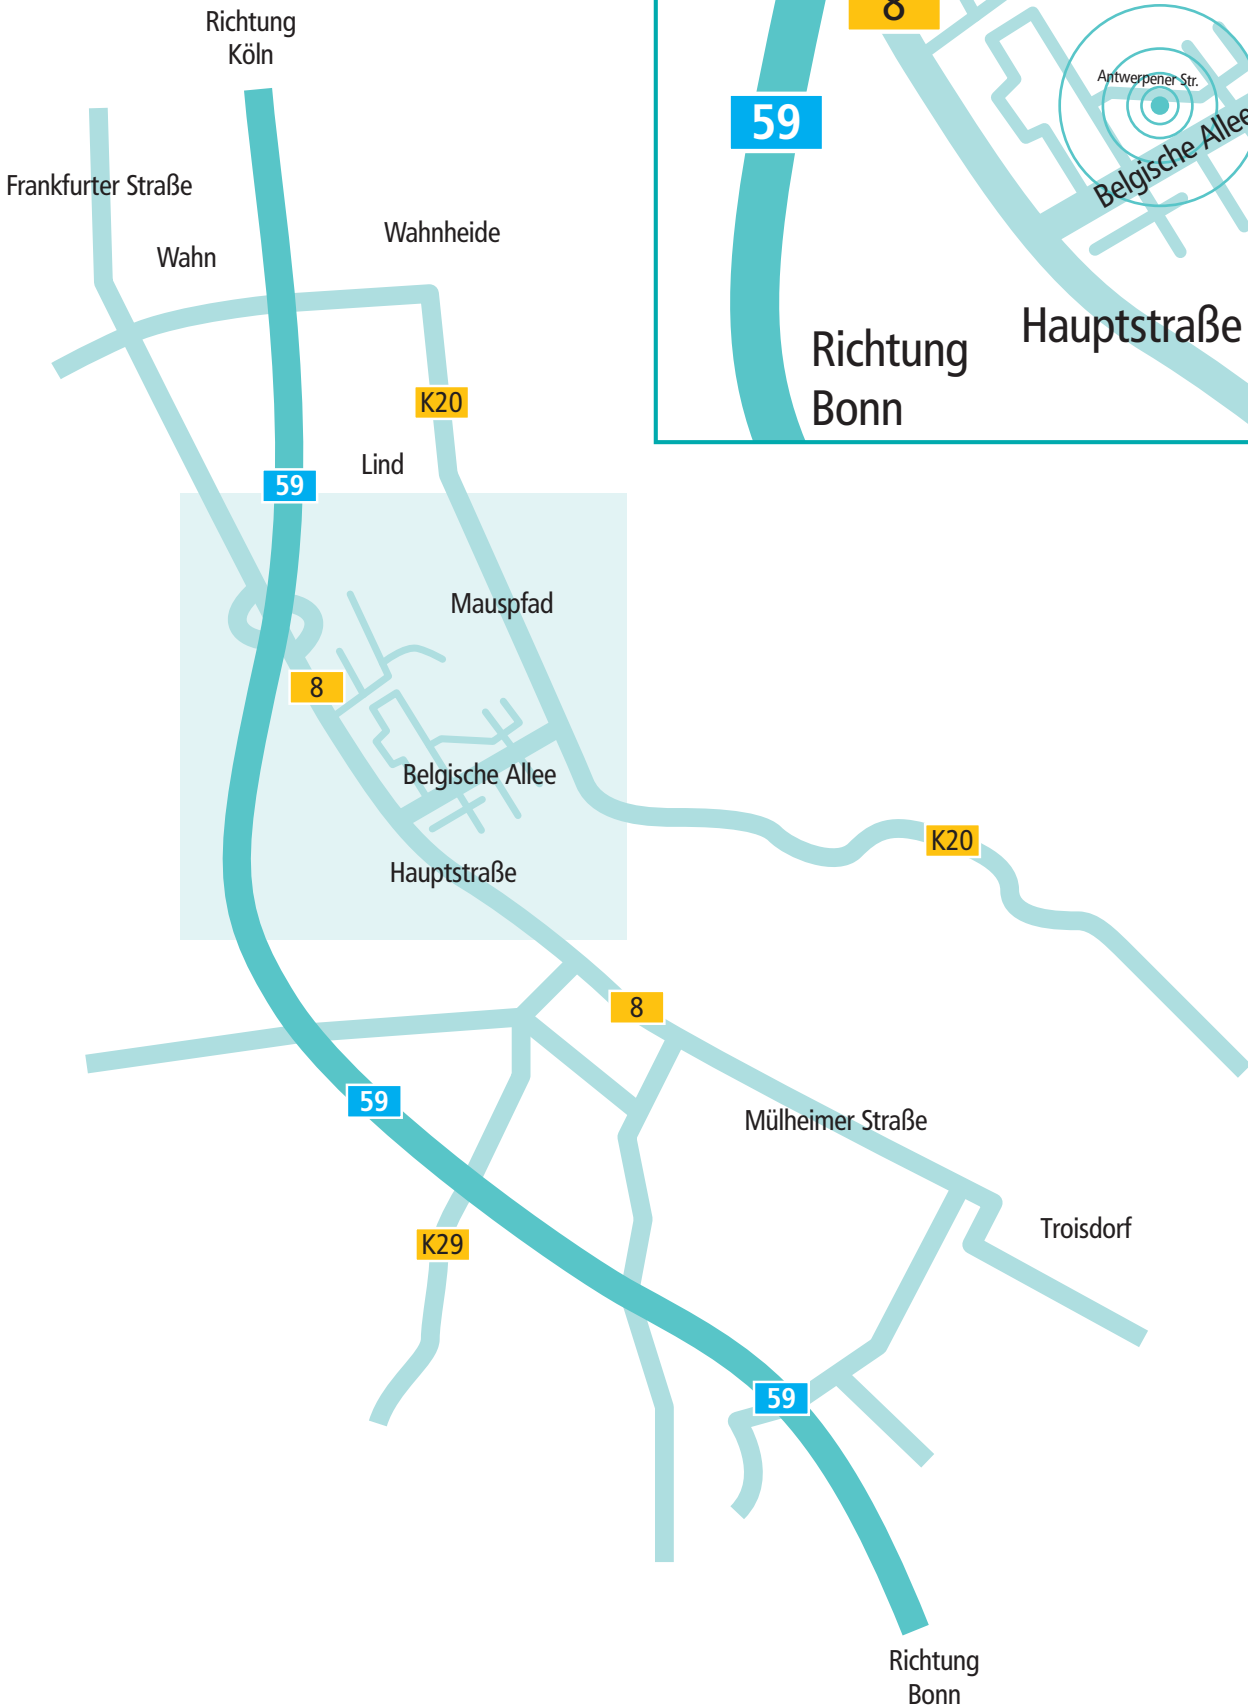 Richtung
Köln
8
Antwerpener Str.
59
Belgische Allee
Frankfurter Straße
Wahnheide
Wahn
Hauptstraße
Richtung
Bonn
K20
Lind
59
Mauspfad
8
Belgische Allee
K20
Hauptstraße
8
59
Mülheimer Straße
Troisdorf
K29
59
Richtung
Bonn